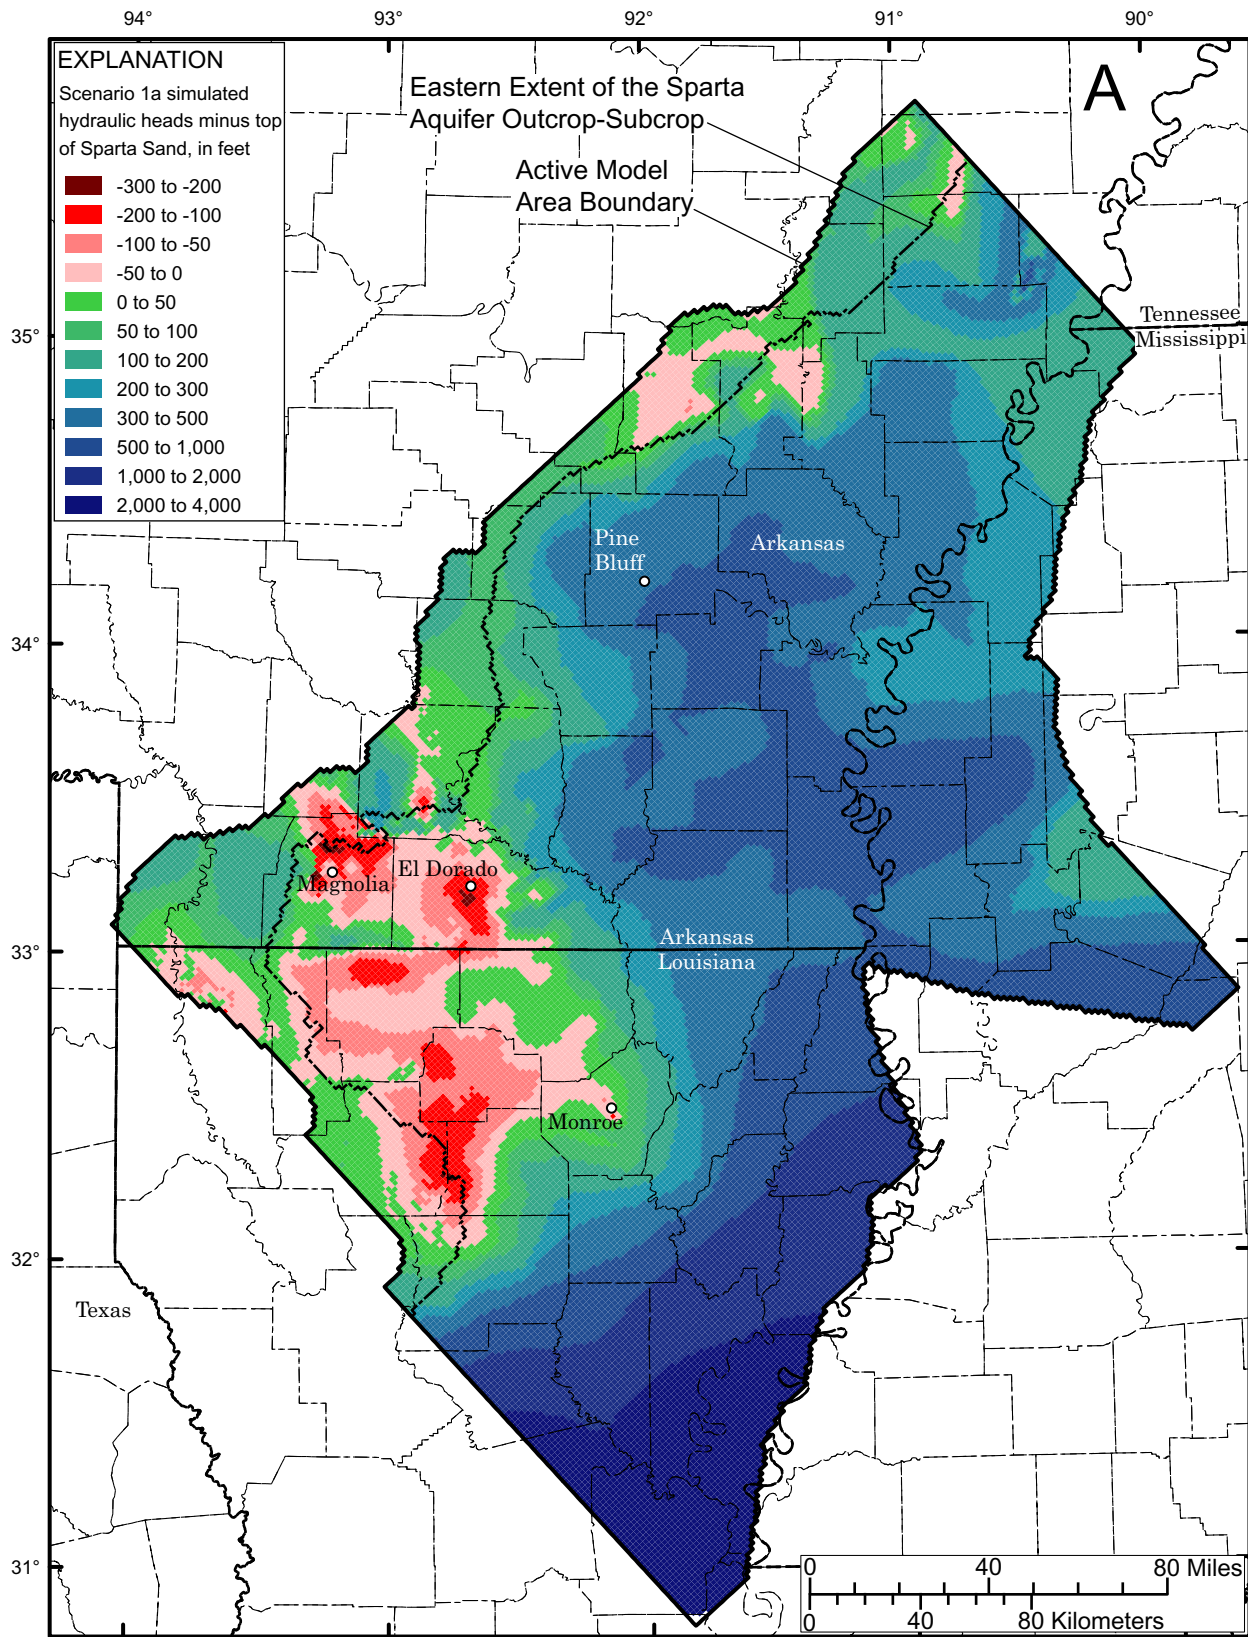 94°
93°
92°
91°
90°
EXPLANATION
Scenario 1a simulated
hydraulic heads minus top
of Sparta Sand, in feet
-300 to -200
-200 to -100
-100 to -50
-50 to 0
0 to 50
50 to 100
100 to 200
200 to 300
300 to 500
500 to 1,000
1,000 to 2,000
2,000 to 4,000
A
Eastern Extent of the Sparta
Aquifer Outcrop-Subcrop
Active Model
Area Boundary
35°
Tennessee
Mississippi
Pine
Bluff
Arkansas
34°
El Dorado
Magnolia
33°
Arkansas
Louisiana
Monroe
32°
Texas
31°
0 40 80 Miles
0 40 80 Kilometers